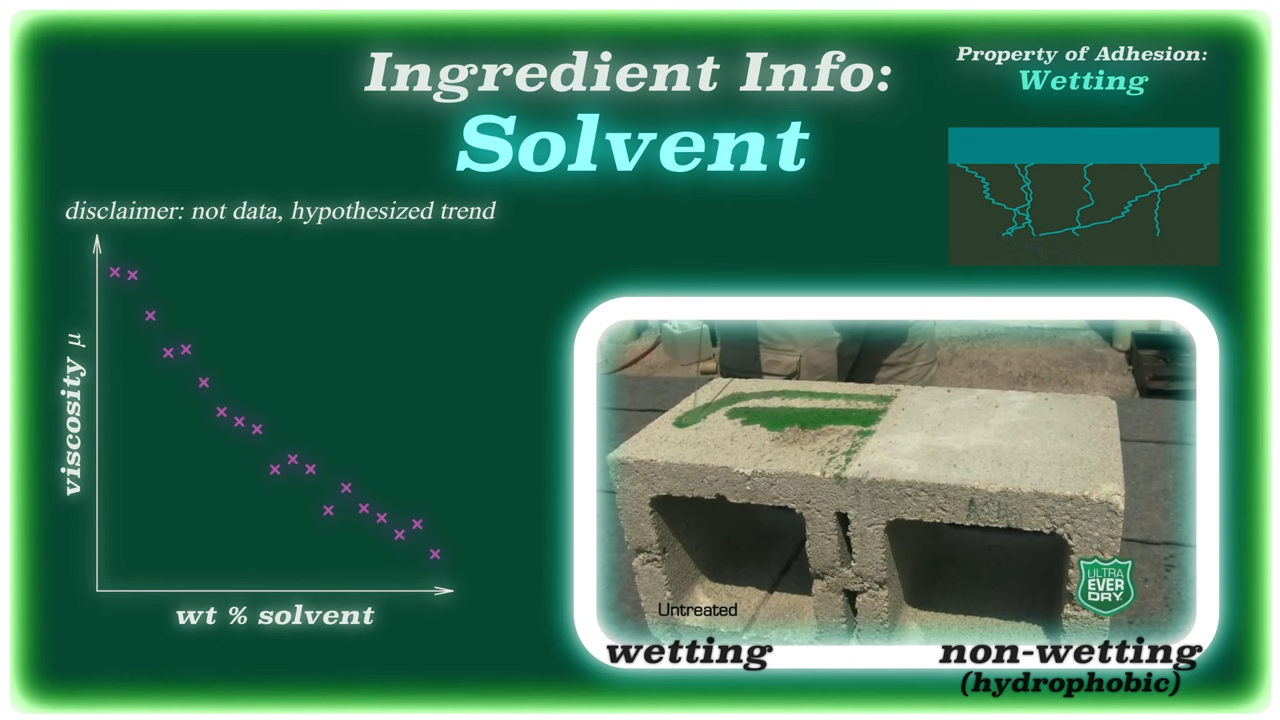 Ingredient Info:
Solvent
Property of Adhesion:
Wetting
disclaimer: not data, hypothesized trend
viscosity μ
wt % solvent
Untreated
ULTRA
EVER
DRY
wetting
non-wetting
(hydrophobic)